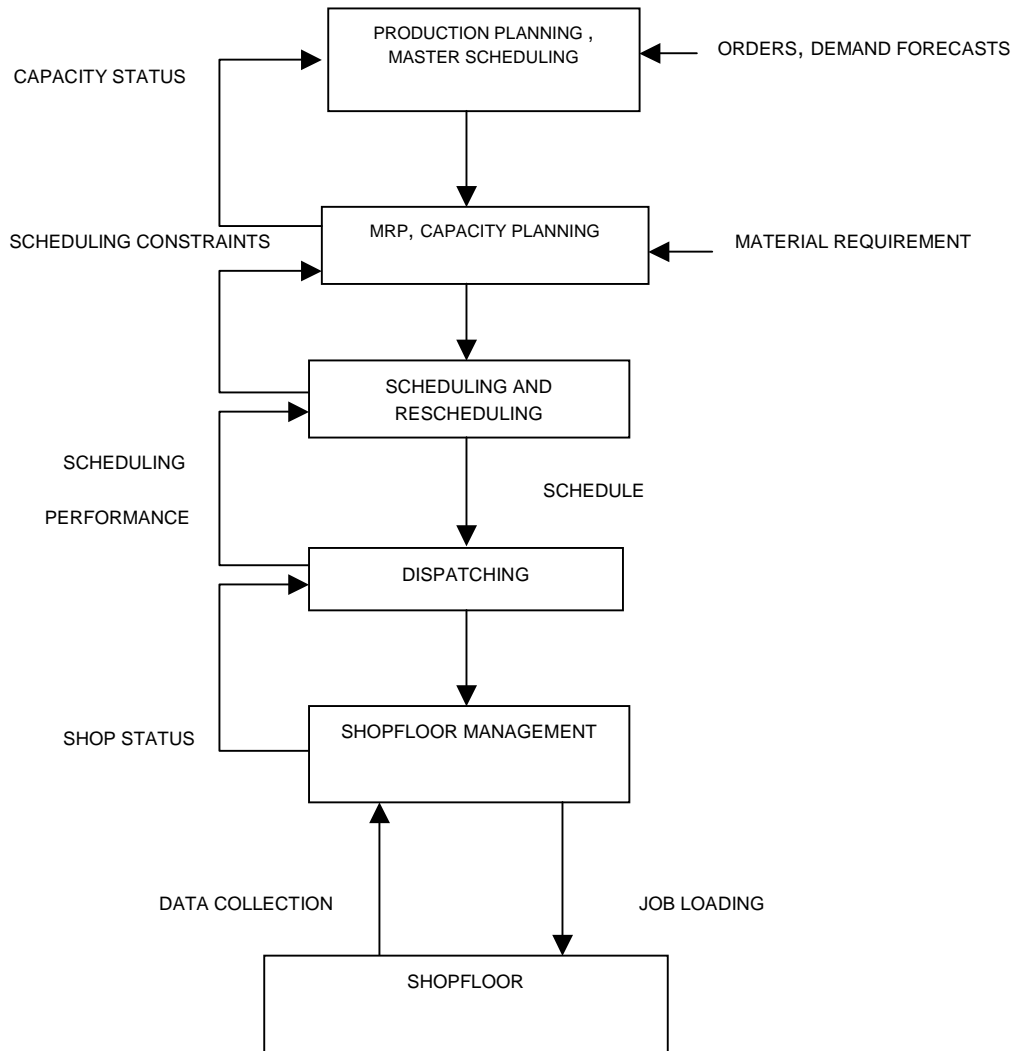 PRODUCTION PLANNING ,
MASTER SCHEDULING
ORDERS, DEMAND FORECASTS
CAPACITY STATUS
MRP, CAPACITY PLANNING
SCHEDULING CONSTRAINTS
MATERIAL REQUIREMENT
SCHEDULING AND
RESCHEDULING
SCHEDULING
PERFORMANCE
SCHEDULE
DISPATCHING
SHOPFLOOR MANAGEMENT
SHOP STATUS
DATA COLLECTION
JOB LOADING
SHOPFLOOR